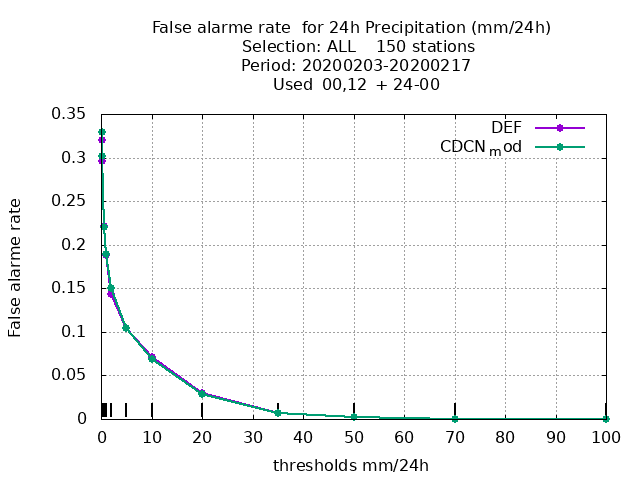 False alarme rate  for 24h Precipitation (mm/24h)
Selection: ALL    150 stations
Period: 20200203-20200217
Used  00,12  + 24-00
0.35
0.3
0.25
0.2
0.15
0.1
0.05
0
False alarme rate
DEF
CDCNmod
0 10 20 30 40 50 60 70 80 90 100
thresholds mm/24h